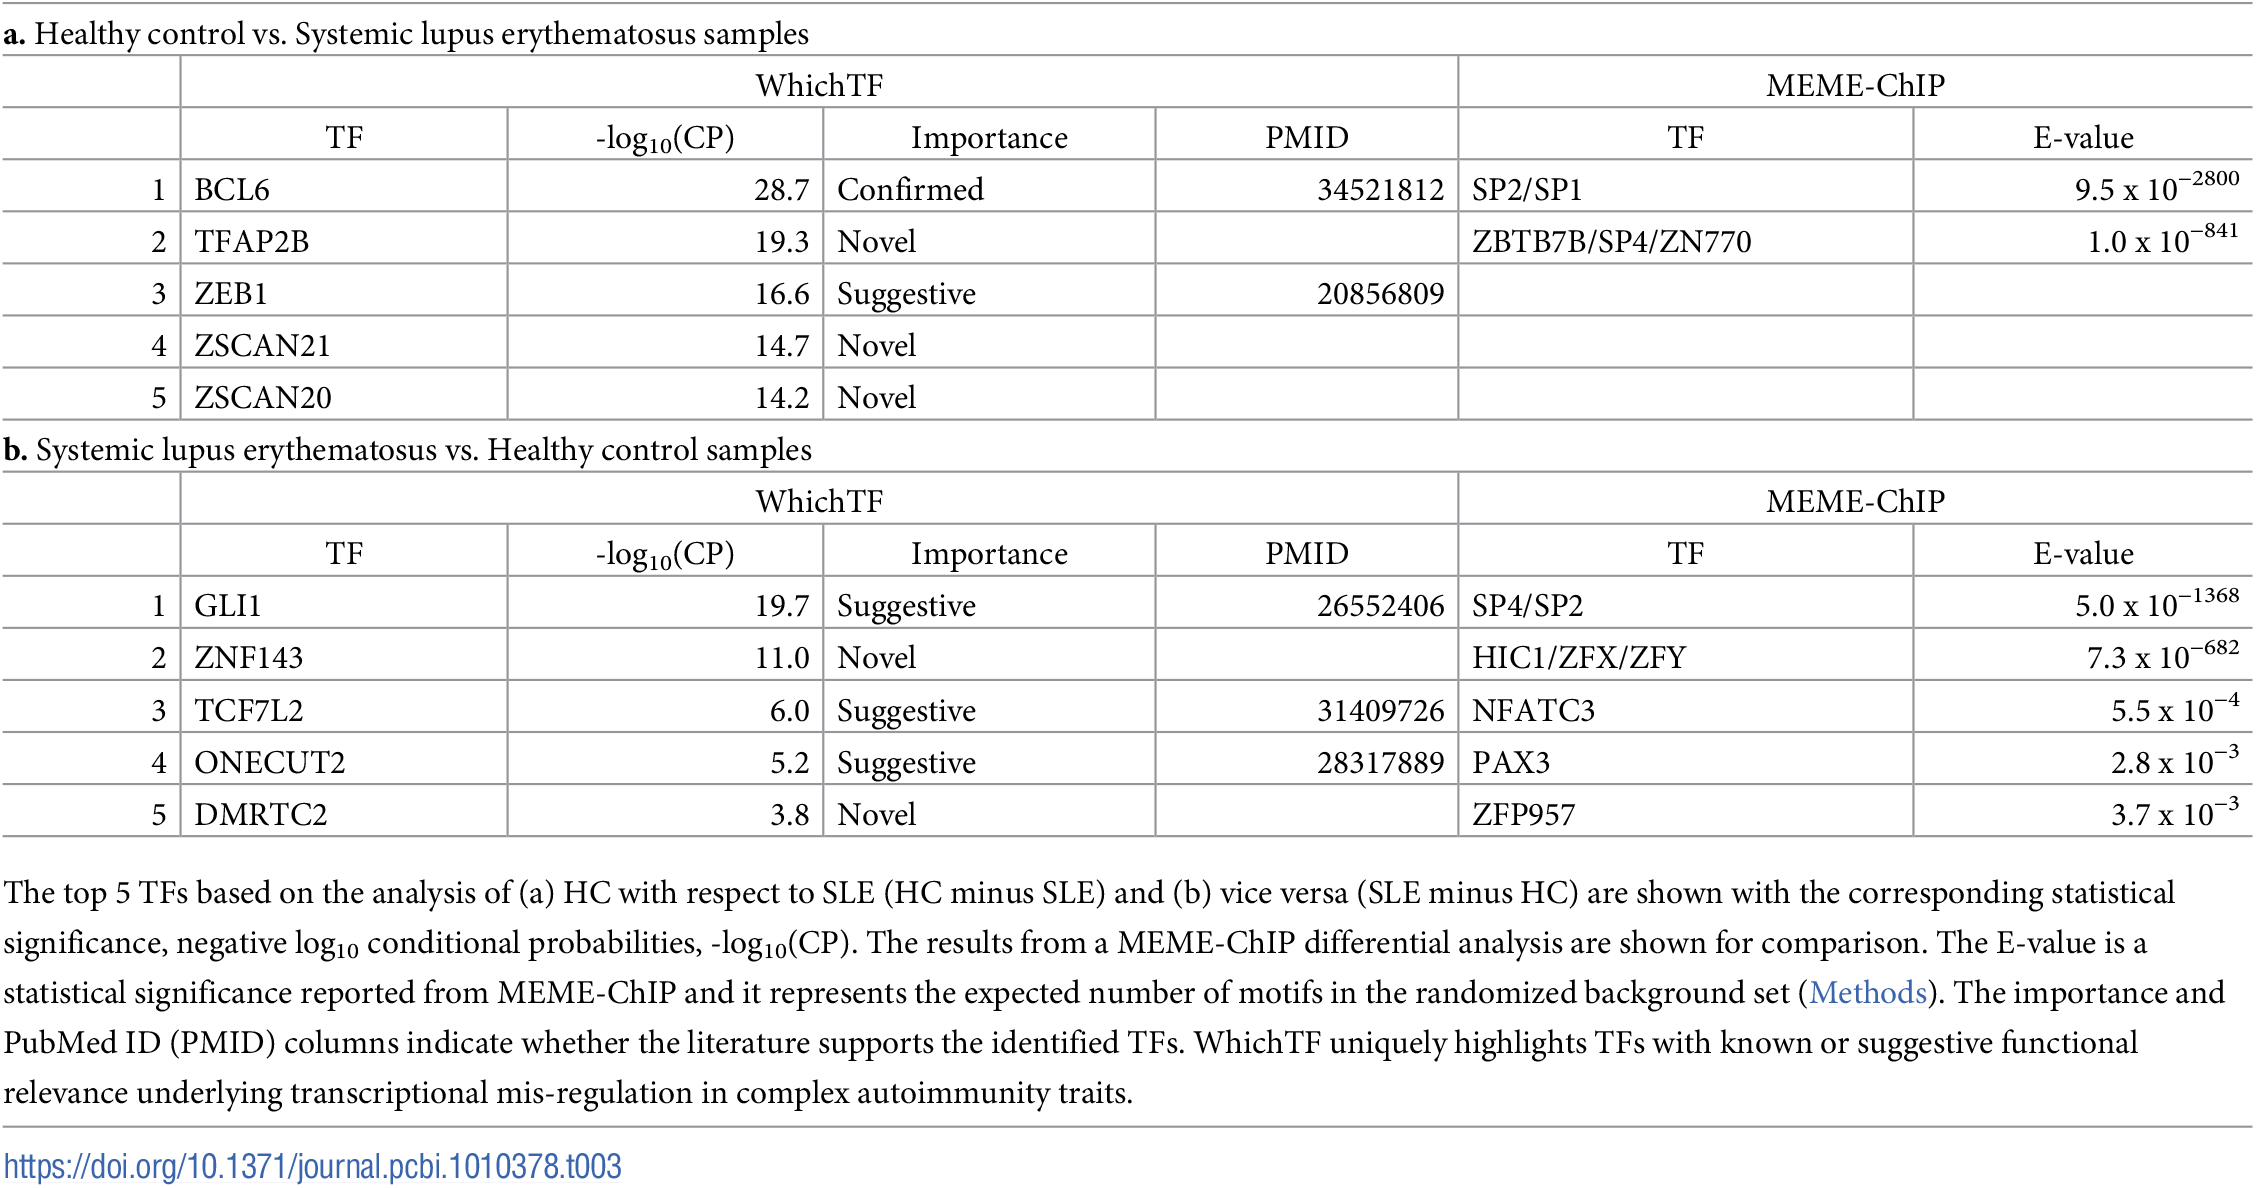 a. Healthy control vs. Systemic lupus erythematosus samples
WhichTF MEME-ChIP
TF -log₁₀(CP) Importance PMID TF E-value
1 BCL6 28.7 Confirmed 34521812 SP2/SP1 9.5 x 10⁻²⁸⁰⁰
2 TFAP2B 19.3 Novel ZBTB7B/SP4/ZN770 1.0 x 10⁻⁸⁴¹
3 ZEB1 16.6 Suggestive 20856809
4 ZSCAN21 14.7 Novel
5 ZSCAN20 14.2 Novel
b. Systemic lupus erythematosus vs. Healthy control samples
WhichTF MEME-ChIP
TF -log₁₀(CP) Importance PMID TF E-value
1 GLI1 19.7 Suggestive 26552406 SP4/SP2 5.0 x 10⁻¹³⁶⁸
2 ZNF143 11.0 Novel HIC1/ZFX/ZFY 7.3 x 10⁻⁶⁸²
3 TCF7L2 6.0 Suggestive 31409726 NFATC3 5.5 x 10⁻⁴
4 ONECUT2 5.2 Suggestive 28317889 PAX3 2.8 x 10⁻³
5 DMRTC2 3.8 Novel ZFP957 3.7 x 10⁻³
The top 5 TFs based on the analysis of (a) HC with respect to SLE (HC minus SLE) and (b) vice versa (SLE minus HC) are shown with the corresponding statistical
significance, negative log₁₀ conditional probabilities, -log₁₀(CP). The results from a MEME-ChIP differential analysis are shown for comparison. The E-value is a
statistical significance reported from MEME-ChIP and it represents the expected number of motifs in the randomized background set (Methods). The importance and
PubMed ID (PMID) columns indicate whether the literature supports the identified TFs. WhichTF uniquely highlights TFs with known or suggestive functional
relevance underlying transcriptional mis-regulation in complex autoimmunity traits.
https://doi.org/10.1371/journal.pcbi.1010378.t003